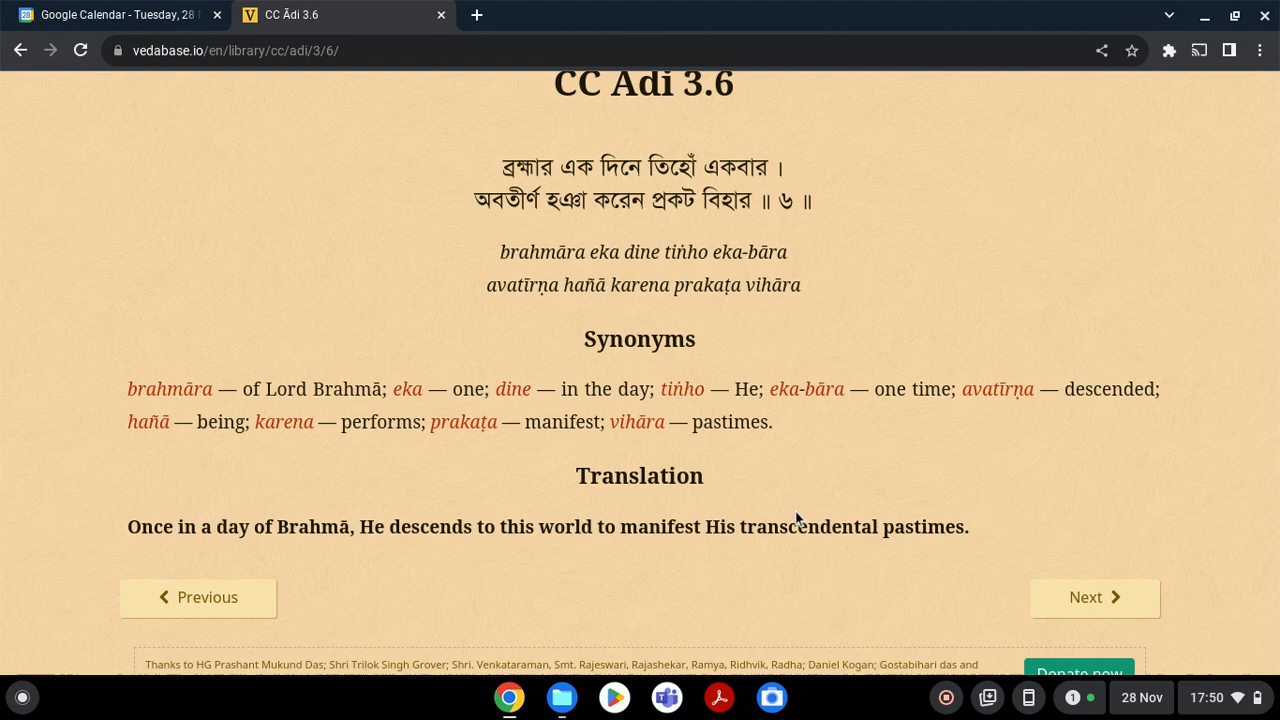 Google Calendar - Tuesday, 28
CC Ādi 3.6
vedabase.io/en/library/cc/adi/3/6/
CC Ādi 3.6
ব্রহ্মার এক দিনে তিহোঁ একবার ।
অবতীর্ণ হঞা করেন প্রকট বিহার ॥ ৬ ॥
brahmāra eka dine tiṅho eka-bāra
avatīrṇa hañā karena prakaṭa vihāra
Synonyms
brahmāra — of Lord Brahmā; eka — one; dine — in the day; tiṅho — He; eka-bāra — one time; avatīrṇa — descended;
hañā — being; karena — performs; prakaṭa — manifest; vihāra — pastimes.
Translation
Once in a day of Brahmā, He descends to this world to manifest His transcendental pastimes.
Previous
Next
Thanks to HG Prashant Mukund Das; Shri Trilok Singh Grover; Shri. Venkataraman, Smt. Rajeswari, Rajashekar, Ramya, Ridhvik, Radha; Daniel Kogan; Gostabihari das and
Donate now
1
28 Nov
17:50